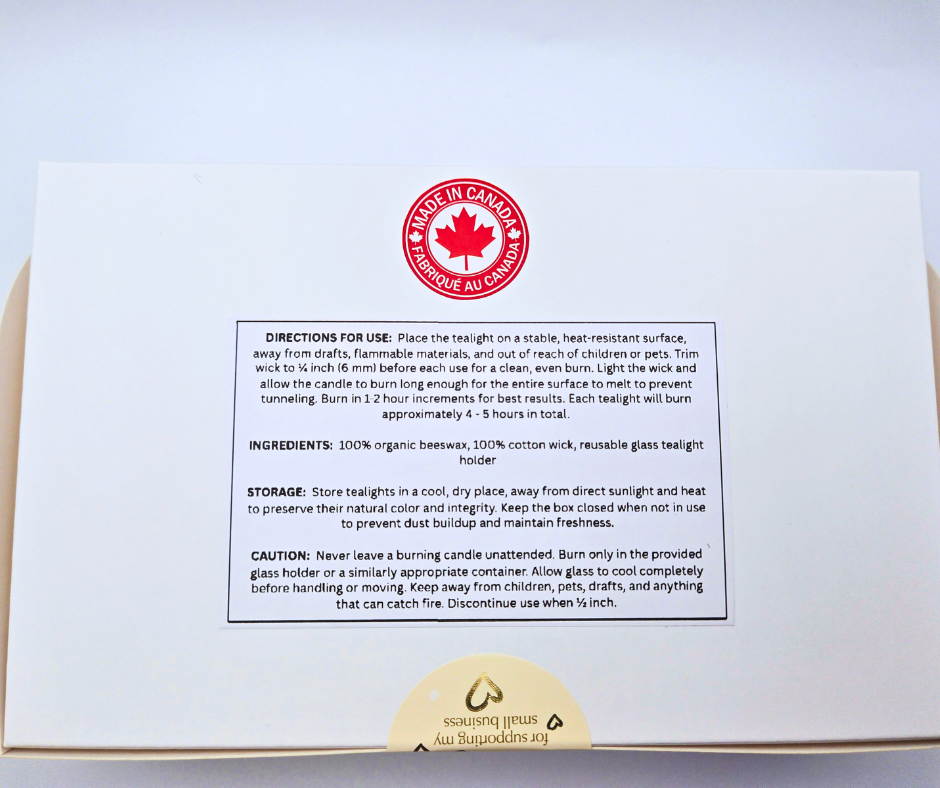 MADE IN CANADA
FABRIQUÉ AU CANADA
DIRECTIONS FOR USE: Place the tealight on a stable, heat-resistant surface,
away from drafts, flammable materials, and out of reach of children or pets. Trim
wick to ¼ inch (6 mm) before each use for a clean, even burn. Light the wick and
allow the candle to burn long enough for the entire surface to melt to prevent
tunneling. Burn in 1-2 hour increments for best results. Each tealight will burn
approximately 4 - 5 hours in total.
INGREDIENTS: 100% organic beeswax, 100% cotton wick, reusable glass tealight
holder
STORAGE: Store tealights in a cool, dry place, away from direct sunlight and heat
to preserve their natural color and integrity. Keep the box closed when not in use
to prevent dust buildup and maintain freshness.
CAUTION: Never leave a burning candle unattended. Burn only in the provided
glass holder or a similarly appropriate container. Allow glass to cool completely
before handling or moving. Keep away from children, pets, drafts, and anything
that can catch fire. Discontinue use when ½ inch.
for supporting my
small business